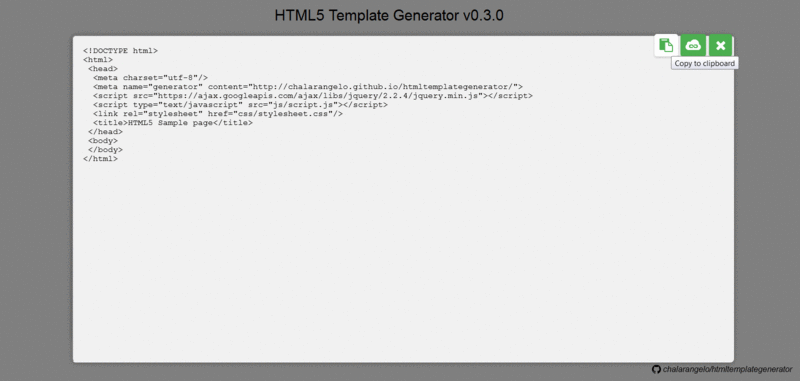 HTML5 Template Generator v0.3.0
<!DOCTYPE html>
<html>
<head>
<meta charset="utf-8"/>
<meta name="generator" content="http://chalarangelo.github.io/htmltemplategenerator/">
<script src="https://ajax.googleapis.com/ajax/libs/jquery/2.2.4/jquery.min.js"></script>
<script type="text/javascript" src="js/script.js"></script>
<link rel="stylesheet" href="css/stylesheet.css"/>
<title>HTML5 Sample page</title>
</head>
<body>
</body>
</html>
Copy to clipboard
chalarangelo/htmltemplategenerator